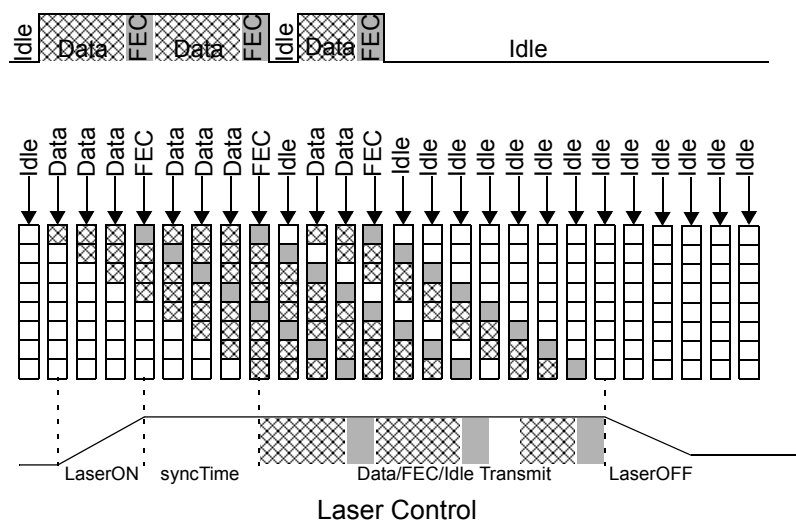 Idle Data FEC Data FEC Idle Data FEC Idle
Idle Data Data Data FEC Data Data Data FEC Idle Data Data FEC Idle Idle Idle Idle Idle Idle Idle Idle Idle Idle Idle Idle Idle
LaserON syncTime Data/FEC/Idle Transmit LaserOFF
Laser Control